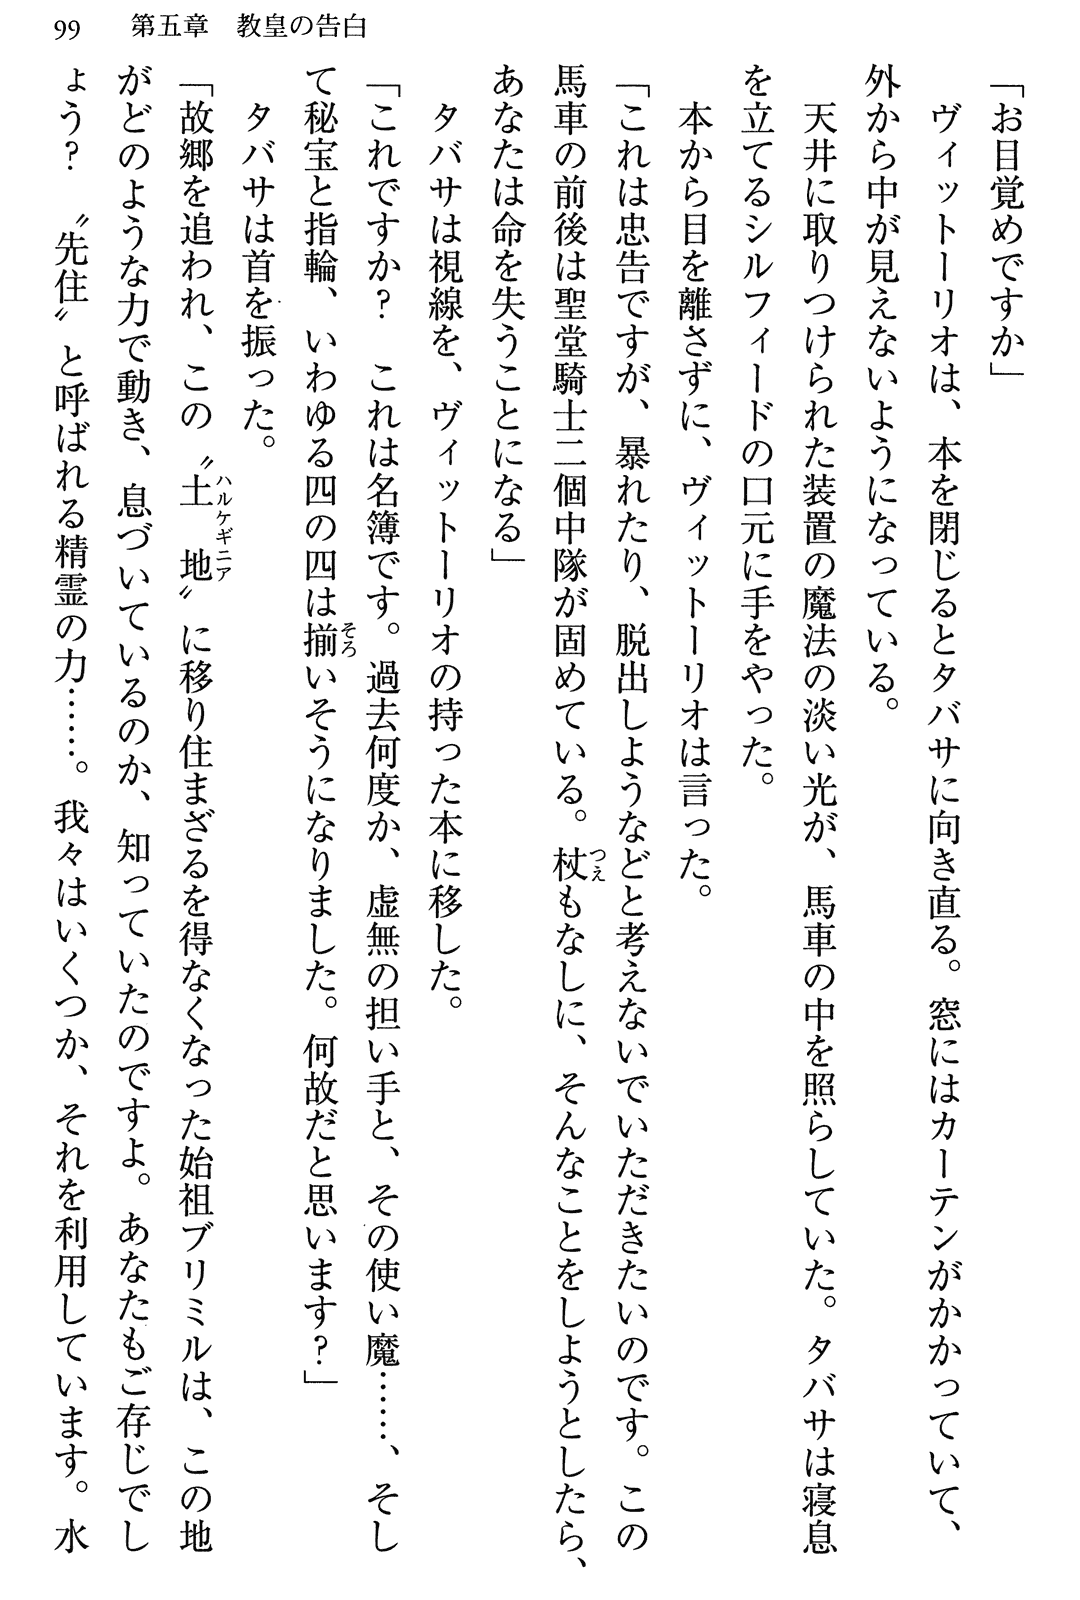 99　第五章　教皇の告白
「お目覚めですか」
　ヴィットーリオは、本を閉じるとタバサに向き直る。窓にはカーテンがかかっていて、
外から中が見えないようになっている。
　天井に取りつけられた装置の魔法の淡い光が、馬車の中を照らしていた。タバサは寝息
を立てるシルフィードの口元に手をやった。
　本から目を離さずに、ヴィットーリオは言った。
「これは忠告ですが、暴れたり、脱出しようなどと考えないでいただきたいのです。この
馬車の前後は聖堂騎士二個中隊が固めている。杖つえもなしに、そんなことをしようとしたら、
あなたは命を失うことになる」
　タバサは視線を、ヴィットーリオの持った本に移した。
「これですか？　これは名簿です。過去何度か、虚無の担い手と、その使い魔……、そし
て秘宝と指輪、いわゆる四の四は揃そろいそうになりました。何故だと思います？」
　タバサは首を振った。
「故郷を追われ、この〝土地ハルケギニア〟に移り住まざるを得なくなった始祖ブリミルは、この地
がどのような力で動き、息づいているのか、知っていたのですよ。あなたもご存じでし
ょう？　〝先住〟と呼ばれる精霊の力……。我々はいくつか、それを利用しています。水